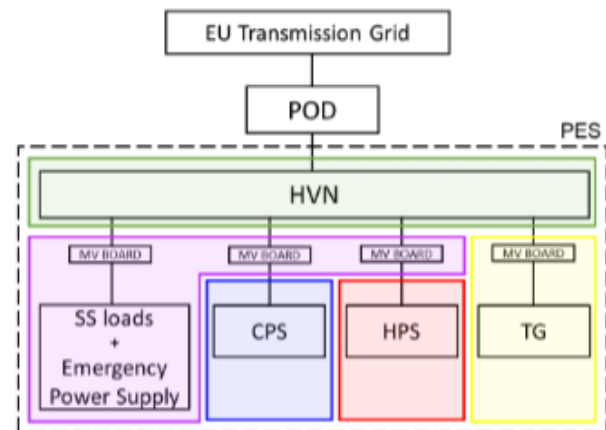 EU Transmission Grid
POD
PES
HVN
MV BOARD MV BOARD MV BOARD MV BOARD
SS loads
+
Emergency
Power Supply
CPS
HPS
TG